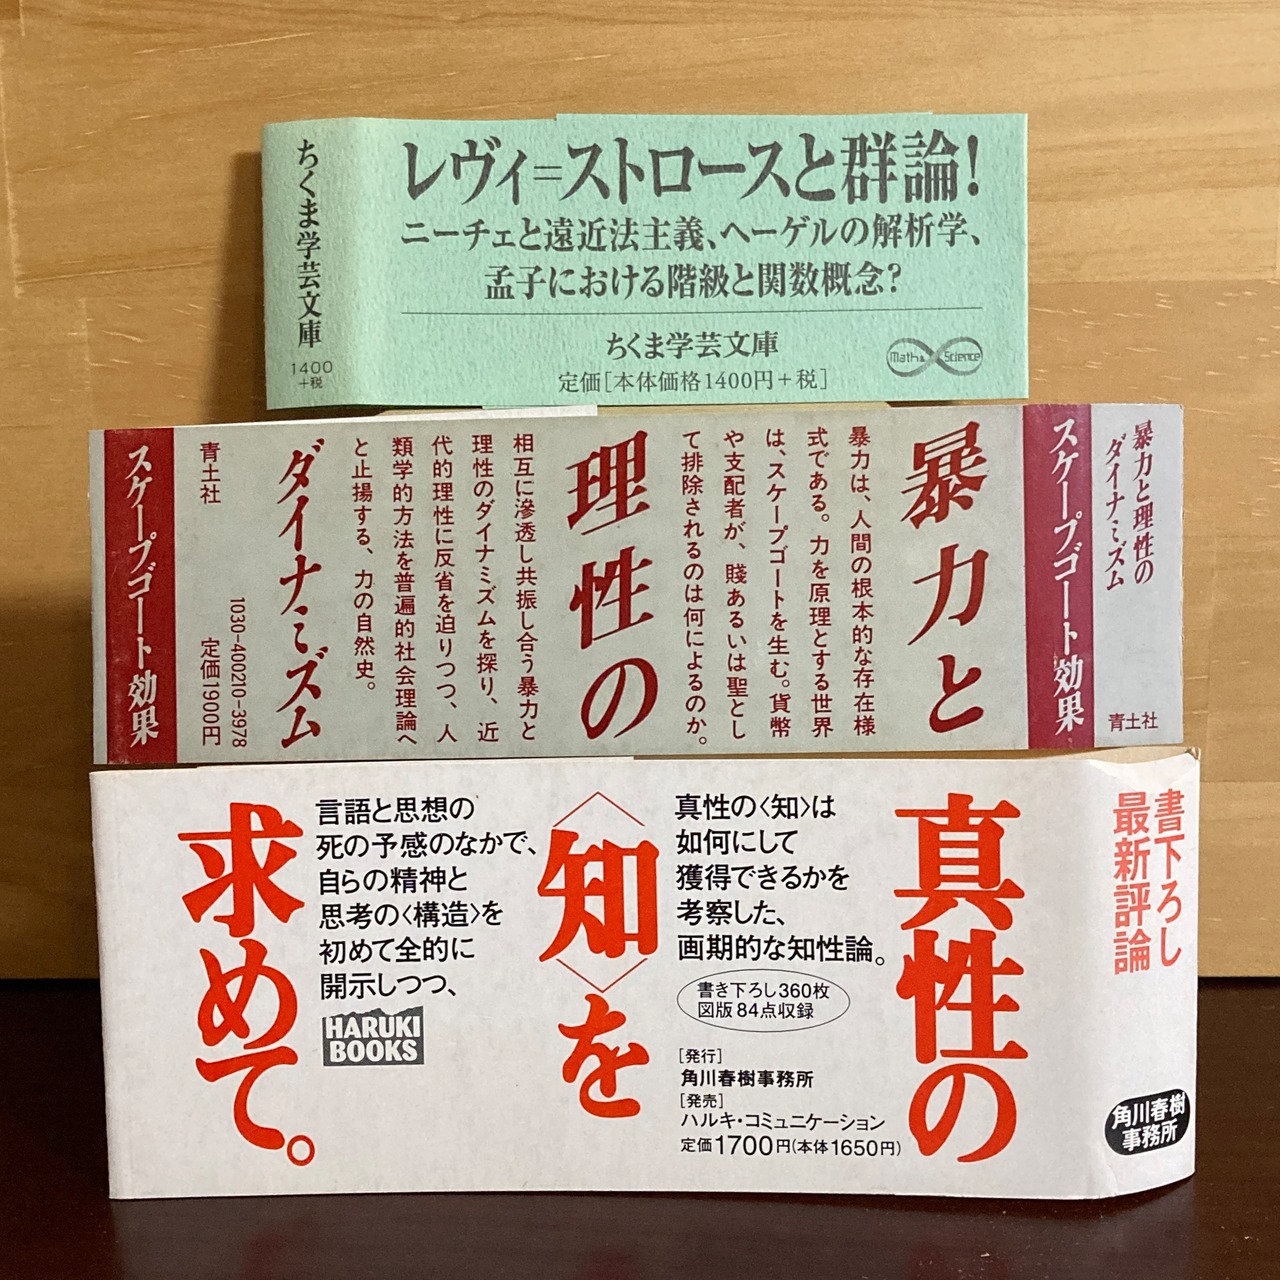 ちくま学芸文庫
1400
+税
レヴィ=ストロースと群論!
ニーチェと遠近法主義、ヘーゲルの解析学、
孟子における階級と関数概念?
ちくま学芸文庫
定価[本体価格1400円+税]
Math & Science
暴力と理性の
ダイナミズム
青土社
スケープゴート効果
暴力と
暴力は、人間の根本的な存在様
式である。力を原理とする世界
は、スケープゴートを生む。貨幣
や支配者が、賤あるいは聖とし
て排除されるのは何によるのか。
理性の
相互に滲透し共振し合う暴力と
理性のダイナミズムを探り、近
代的理性に反省を迫りつつ、人
類学的方法を普遍的社会理論へ
と止揚する、力の自然史。
ダイナミズム
1030-400210-3978
青土社
定価1900円
スケープゴート効果
書下ろし
最新評論
角川春樹
事務所
真性の
真性の〈知〉は
如何にして
獲得できるかを
考察した、
画期的な知性論。
書き下ろし360枚
図版84点収録
[発行]
角川春樹事務所
[発売]
ハルキ・コミュニケーション
定価1700円(本体1650円)
〈知〉を
言語と思想の
死の予感のなかで、
自らの精神と
思考の〈構造〉を
初めて全的に
開示しつつ、
HARUKI
BOOKS
求めて。